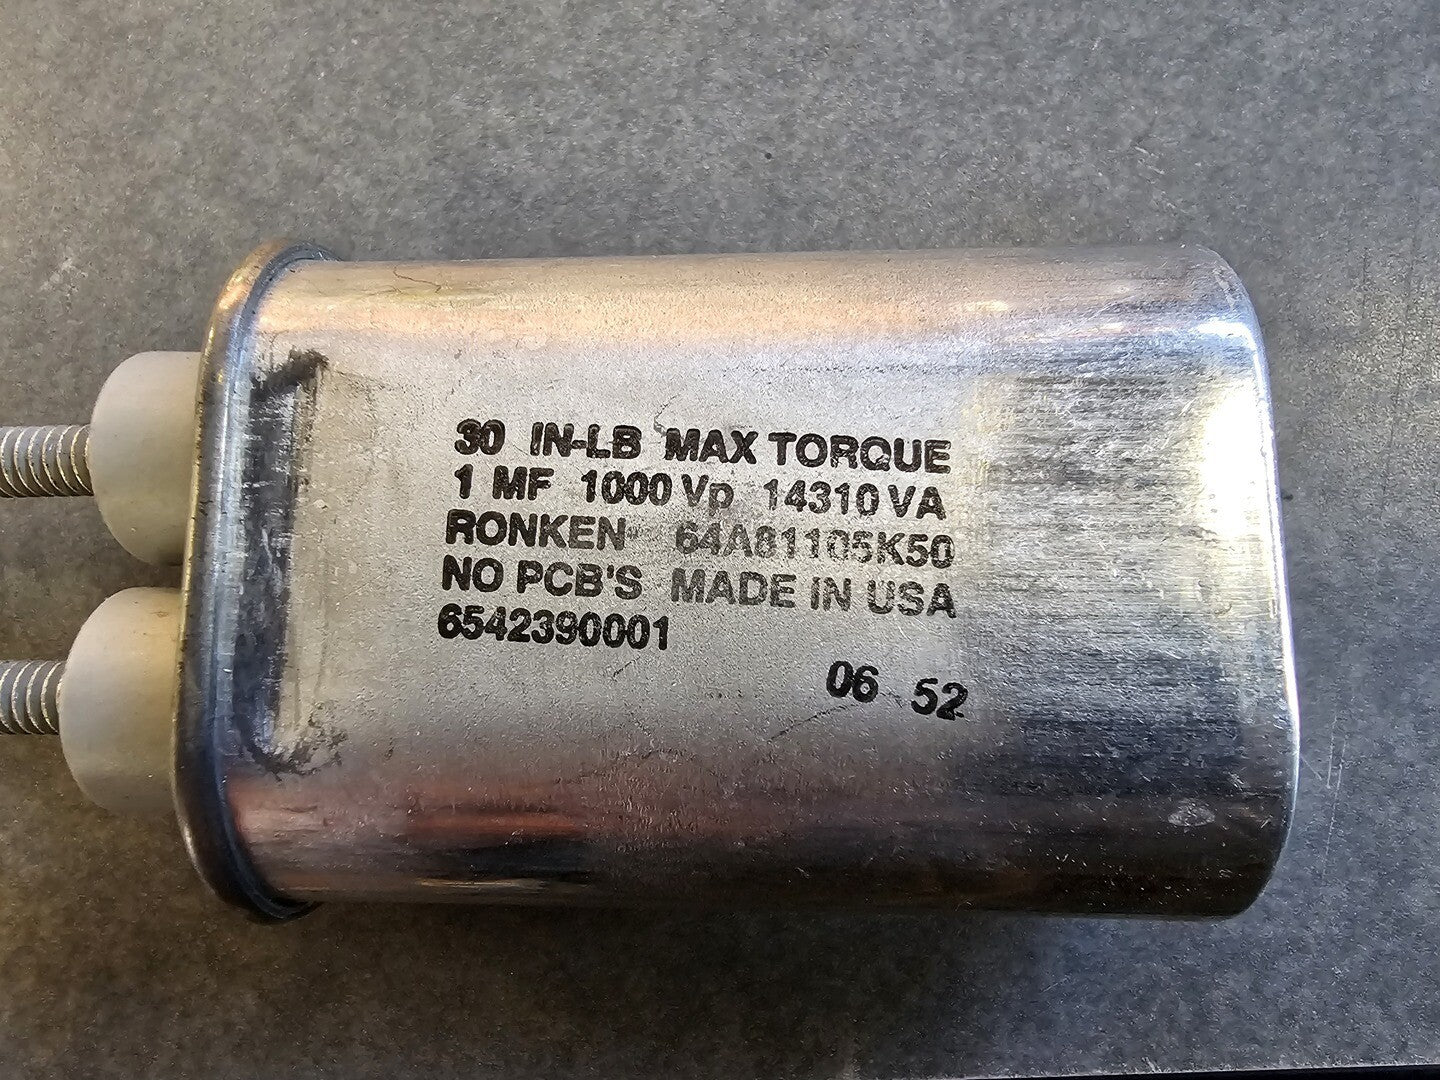 30 IN-LB MAX TORQUE
1 MF 1000 Vp 14310 VA
RONKEN 64A81105K50
NO PCB'S MADE IN USA
6542390001
06 52